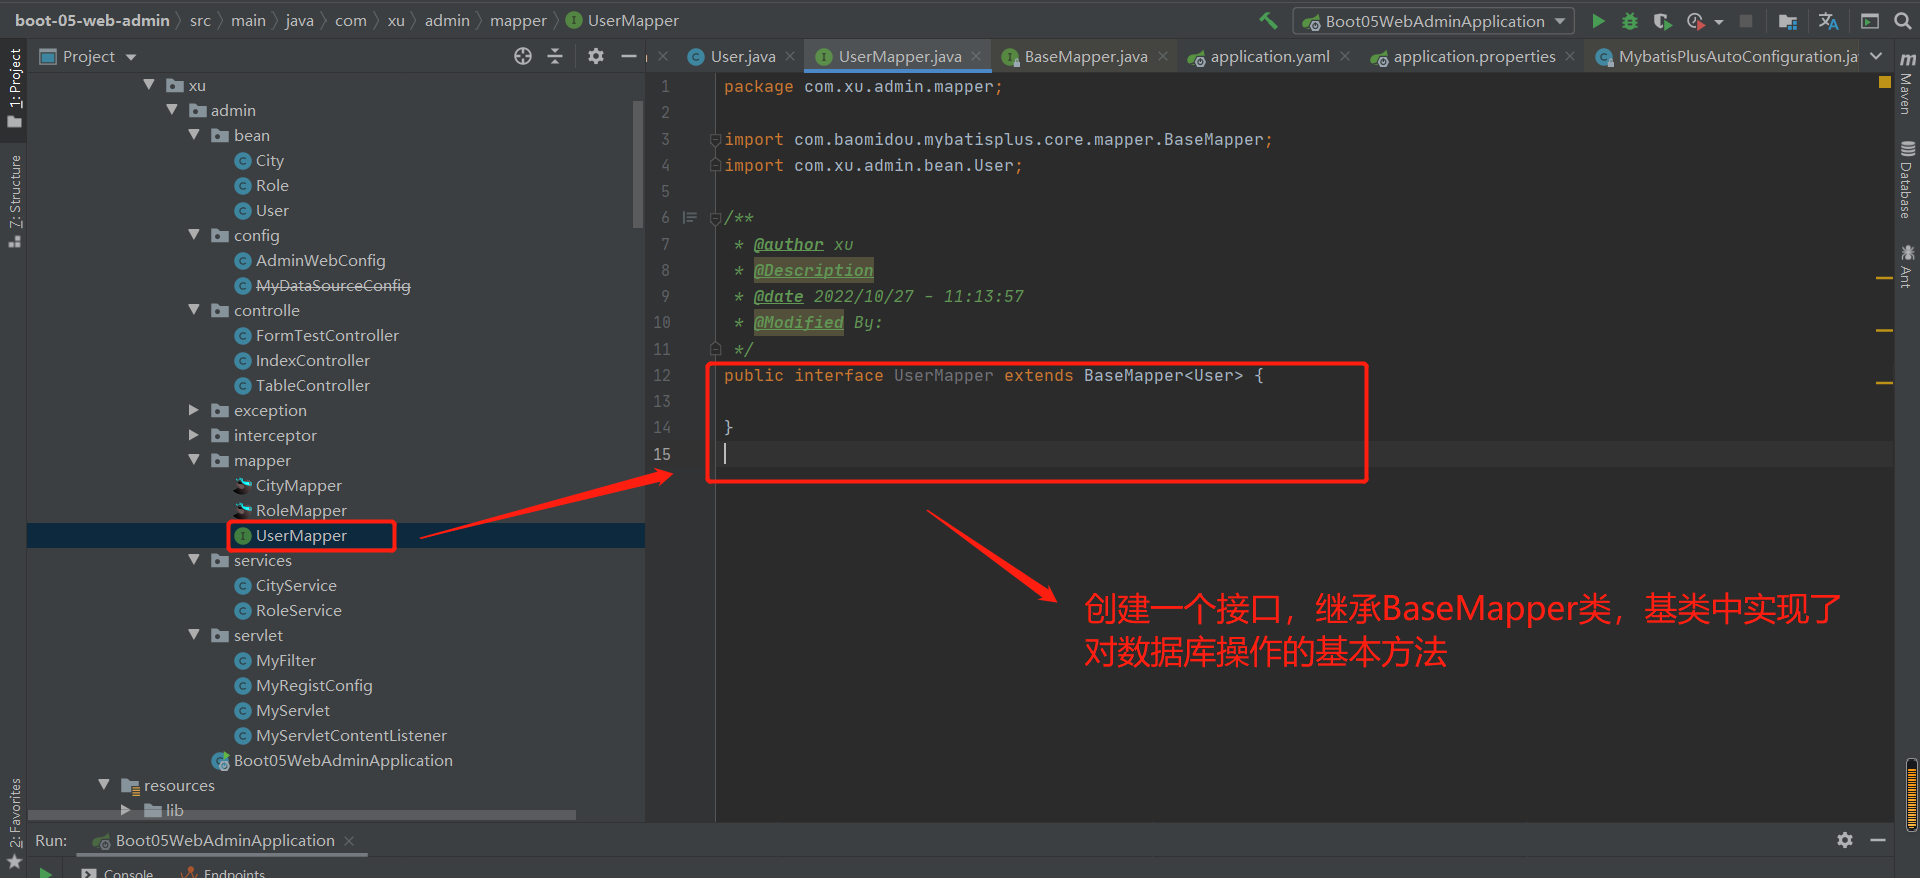 boot-05-web-admin src main java com xu admin mapper UserMapper
Boot05WebAdminApplication
Project
User.java UserMapper.java BaseMapper.java application.yaml application.properties MybatisPlusAutoConfiguration.ja
1: Project
7: Structure
2: Favorites
xu
admin
bean
City
Role
User
config
AdminWebConfig
MyDataSourceConfig
controlle
FormTestController
IndexController
TableController
exception
interceptor
mapper
CityMapper
RoleMapper
UserMapper
services
CityService
RoleService
servlet
MyFilter
MyRegistConfig
MyServlet
MyServletContentListener
Boot05WebAdminApplication
resources
lib
1 package com.xu.admin.mapper;
2
3 import com.baomidou.mybatisplus.core.mapper.BaseMapper;
4 import com.xu.admin.bean.User;
5
6 /**
7 * @author xu
8 * @Description
9 * @date 2022/10/27 - 11:13:57
10 * @Modified By:
11 */
12 public interface UserMapper extends BaseMapper<User> {
13
14 }
15
创建一个接口，继承BaseMapper类，基类中实现了
对数据库操作的基本方法
m Maven
Database
Ant
Run: Boot05WebAdminApplication
Console Endpoints